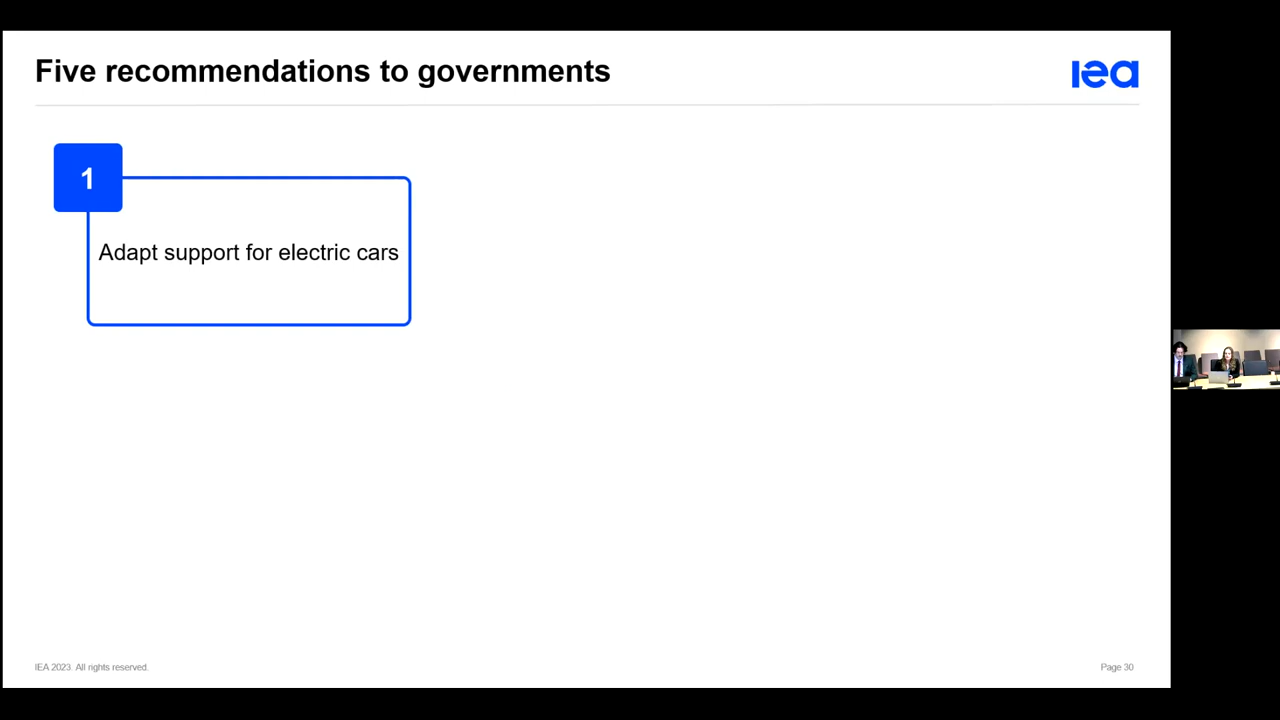 Five recommendations to governments
iea
1
Adapt support for electric cars
IEA 2023. All rights reserved.
Page 30